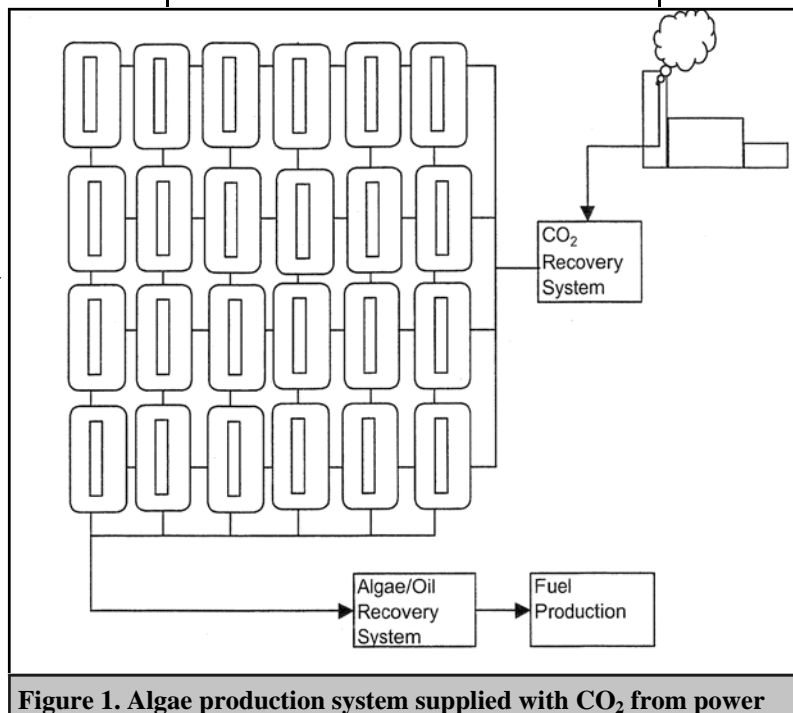 CO₂
Recovery
System
Algae/Oil
Recovery
System
Fuel
Production
Figure 1. Algae production system supplied with CO₂ from power